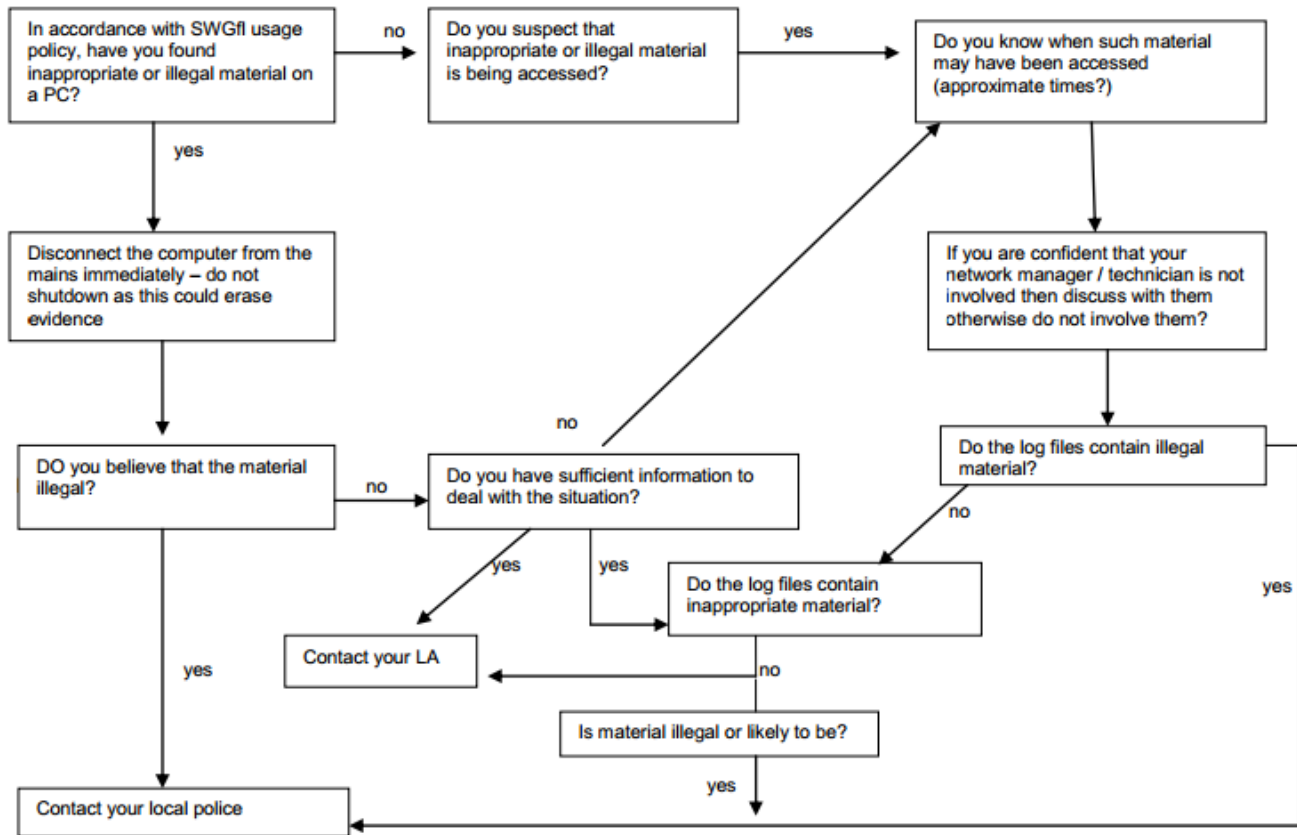 In accordance with SWGfl usage
policy, have you found
inappropriate or illegal material on
a PC?
no
Do you suspect that
inappropriate or illegal material
is being accessed?
yes
Do you know when such material
may have been accessed
(approximate times?)
yes
Disconnect the computer from the
mains immediately – do not
shutdown as this could erase
evidence
If you are confident that your
network manager / technician is not
involved then discuss with them
otherwise do not involve them?
no
DO you believe that the material
illegal?
no
Do you have sufficient information to
deal with the situation?
Do the log files contain illegal
material?
no
yes
yes
Do the log files contain
inappropriate material?
yes
Contact your LA
no
yes
Is material illegal or likely to be?
yes
Contact your local police